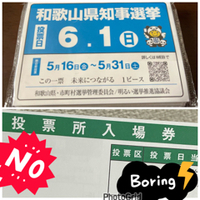 和歌山県知事選挙
投票日
6.1(日)
5月16日(金)~5月31日(土)
この一票 未来につながる 1ピース
和歌山県・市町村選挙管理委員会/明るい選挙推進協議会
投票所入場券
NO
投票区 投票日当
Boring
PhotoGrid